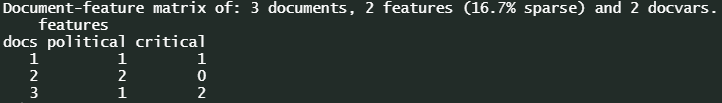 Document-feature matrix of: 3 documents, 2 features (16.7% sparse) and 2 docvars.
    features
docs political critical
   1         1        1
   2         2        0
   3         1        2